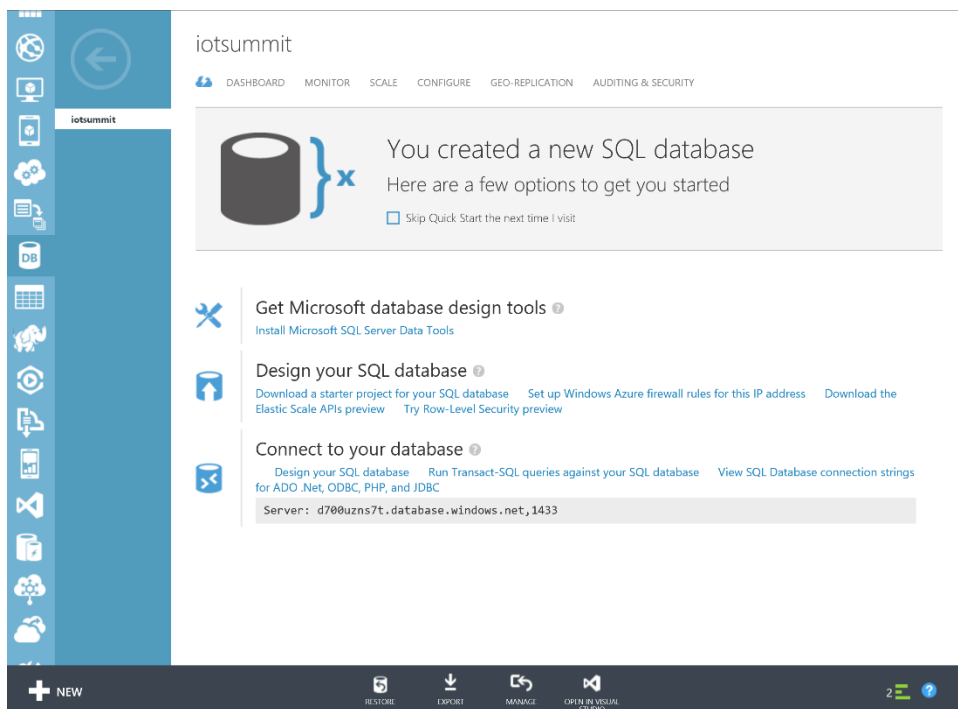 iotsummit
DASHBOARD MONITOR SCALE CONFIGURE GEO-REPLICATION AUDITING & SECURITY
iotsummit
You created a new SQL database
Here are a few options to get you started
Skip Quick Start the next time I visit
DB
Get Microsoft database design tools ?
Install Microsoft SQL Server Data Tools
Design your SQL database ?
Download a starter project for your SQL database Set up Windows Azure firewall rules for this IP address Download the
Elastic Scale APIs preview Try Row-Level Security preview
Connect to your database ?
Design your SQL database Run Transact-SQL queries against your SQL database View SQL Database connection strings
for ADO .Net, ODBC, PHP, and JDBC
Server: d700uzns7t.database.windows.net,1433
NEW
RESTORE EXPORT MANAGE OPEN IN VISUAL
STUDIO
2 ?